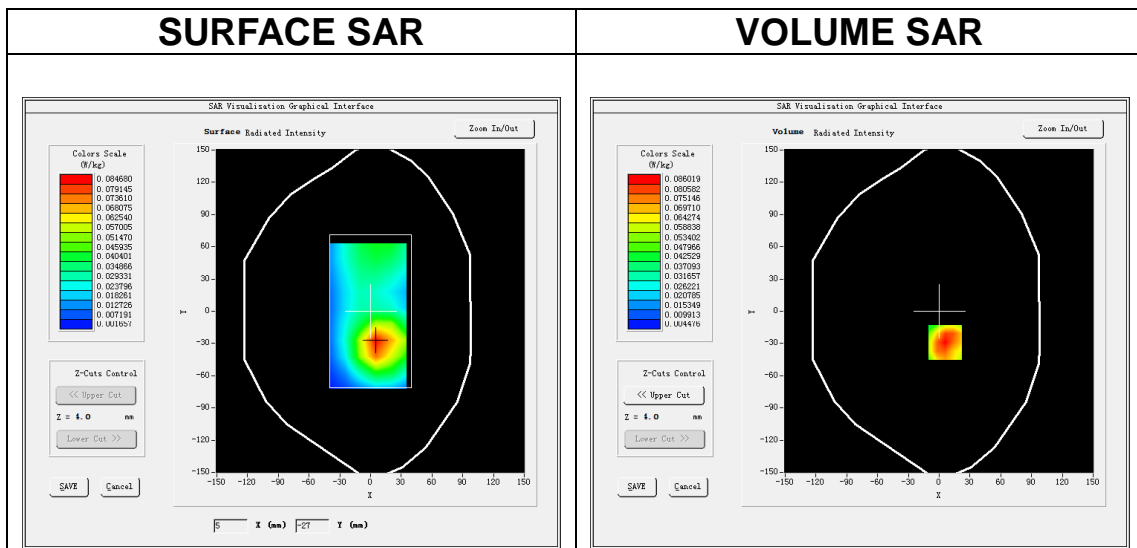 SURFACE SAR
SAR Visualisation Graphical Interface
Surface Radiated Intensity
Zoom In/Out
Colors Scale
(W/kg)
0.084680
0.079145
0.073610
0.068075
0.062540
0.057005
0.051470
0.045935
0.040401
0.034866
0.029331
0.023796
0.018261
0.012726
0.007191
0.001657
Z-Cuts Control
<< Upper Cut
Z = 4.0 mm
Lower Cut >>
SAVE Cancel
150
120
90
60
30
0
-30
-60
-90
-120
-150
Y
-150 -120 -90 -60 -30 0 30 60 90 120 150
X
5 X (mm) -27 Y (mm)
VOLUME SAR
SAR Visualisation Graphical Interface
Volume Radiated Intensity
Zoom In/Out
Colors Scale
(W/kg)
0.086019
0.080582
0.075146
0.069710
0.064274
0.058838
0.053402
0.047966
0.042529
0.037093
0.031657
0.026221
0.020785
0.015349
0.009913
0.004476
Z-Cuts Control
<< Upper Cut
Z = 4.0 mm
Lower Cut >>
SAVE Cancel
150
120
90
60
30
0
-30
-60
-90
-120
-150
Y
-150 -120 -90 -60 -30 0 30 60 90 120 150
X